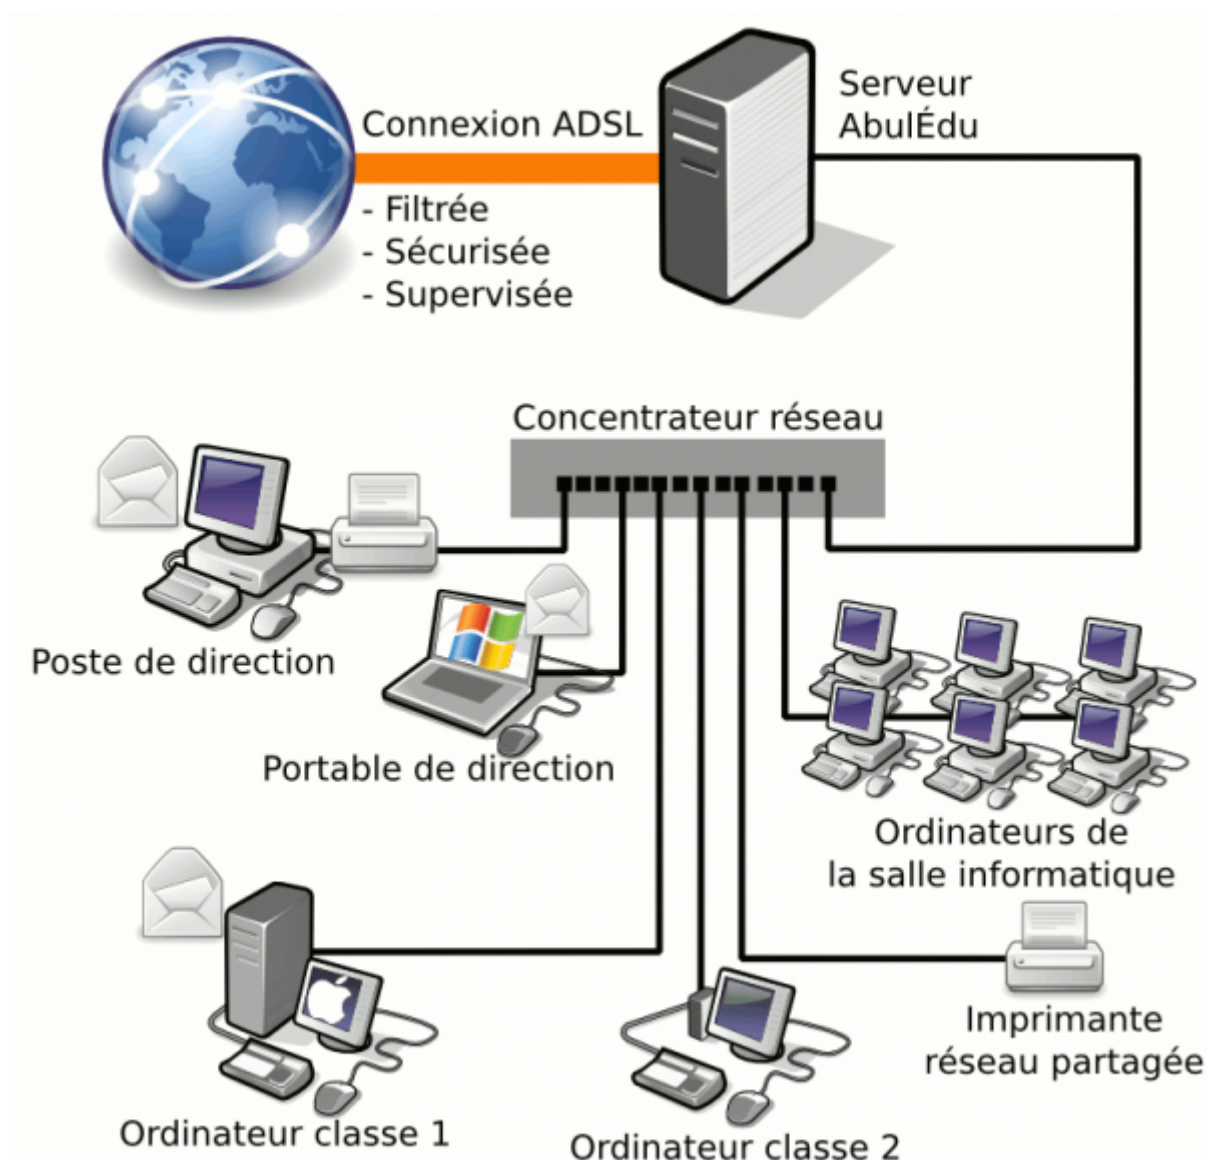 Connexion ADSL
- Filtrée
- Sécurisée
- Supervisée
Serveur
AbulÉdu
Concentrateur réseau
Poste de direction
Portable de direction
Ordinateurs de
la salle informatique
Imprimante
réseau partagée
Ordinateur classe 1
Ordinateur classe 2